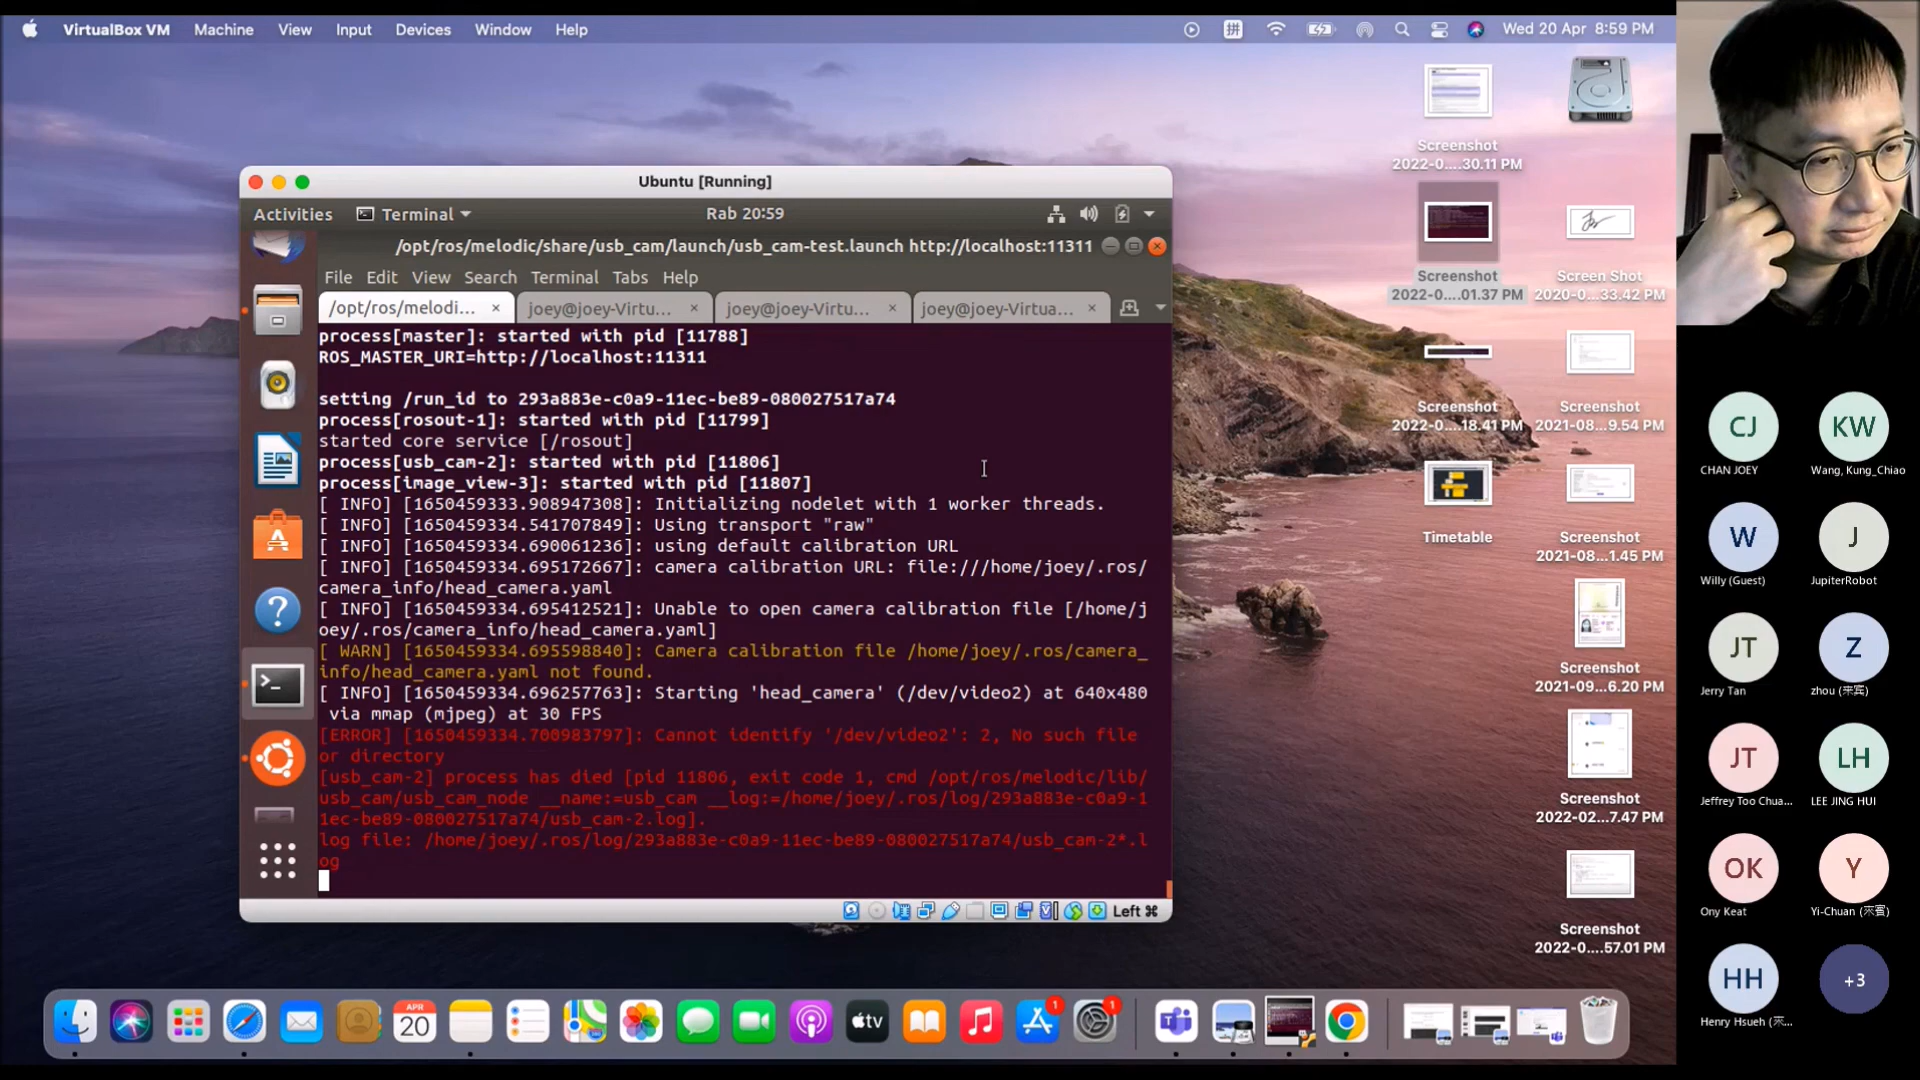 VirtualBox VM Machine View Input Devices Window Help
拼 Wed 20 Apr 8:59 PM
Ubuntu [Running]
Activities Terminal Rab 20:59
/opt/ros/melodic/share/usb_cam/launch/usb_cam-test.launch http://localhost:11311
File Edit View Search Terminal Tabs Help
/opt/ros/melodi... × joey@joey-Virtu... × joey@joey-Virtu... × joey@joey-Virtua... ×
process[master]: started with pid [11788]
ROS_MASTER_URI=http://localhost:11311
setting /run_id to 293a883e-c0a9-11ec-be89-080027517a74
process[rosout-1]: started with pid [11799]
started core service [/rosout]
process[usb_cam-2]: started with pid [11806]
process[image_view-3]: started with pid [11807]
[ INFO] [1650459333.908947308]: Initializing nodelet with 1 worker threads.
[ INFO] [1650459334.541707849]: Using transport "raw"
[ INFO] [1650459334.690061236]: using default calibration URL
[ INFO] [1650459334.695172667]: camera calibration URL: file:///home/joey/.ros/
camera_info/head_camera.yaml
[ INFO] [1650459334.695412521]: Unable to open camera calibration file [/home/j
oey/.ros/camera_info/head_camera.yaml]
[ WARN] [1650459334.695598840]: Camera calibration file /home/joey/.ros/camera_
info/head_camera.yaml not found.
[ INFO] [1650459334.696257763]: Starting 'head_camera' (/dev/video2) at 640x480
via mmap (mjpeg) at 30 FPS
[ERROR] [1650459334.700983797]: Cannot identify '/dev/video2': 2, No such file
or directory
[usb_cam-2] process has died [pid 11806, exit code 1, cmd /opt/ros/melodic/lib/
usb_cam/usb_cam_node __name:=usb_cam __log:=/home/joey/.ros/log/293a883e-c0a9-1
1ec-be89-080027517a74/usb_cam-2.log].
log file: /home/joey/.ros/log/293a883e-c0a9-11ec-be89-080027517a74/usb_cam-2*.l
og
Left ⌘
Screenshot
2022-0....30.11 PM
Screenshot
2022-0....01.37 PM
Screen Shot
2020-0...33.42 PM
Screenshot
2022-0....18.41 PM
Screenshot
2021-08...9.54 PM
Timetable
Screenshot
2021-08...1.45 PM
Screenshot
2021-09...6.20 PM
Screenshot
2022-02...7.47 PM
Screenshot
2022-0....57.01 PM
CJ
CHAN JOEY
KW
Wang, Kung_Chiao
W
Willy (Guest)
J
JupiterRobot
JT
Jerry Tan
Z
zhou (來賓)
JT
Jeffrey Too Chua...
LH
LEE JING HUI
OK
Ony Keat
Y
Yi-Chuan (來賓)
HH
Henry Hsueh (來...
+3
APR
20
tv
1
1